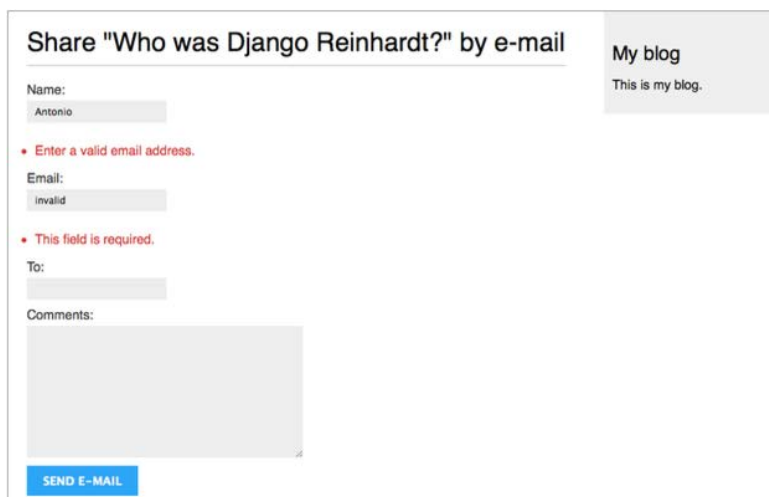 Share "Who was Django Reinhardt?" by e-mail
Name:
Antonio
• Enter a valid email address.
Email:
invalid
• This field is required.
To:
Comments:
SEND E-MAIL
My blog
This is my blog.